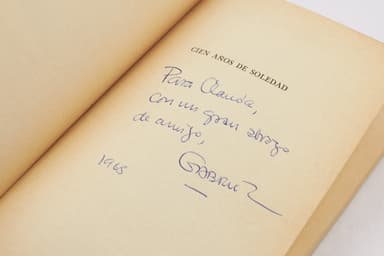 CIEN AÑOS DE SOLEDAD
Para Claudia,
con un gran abrazo
de amigo,
GABRIEL
1968